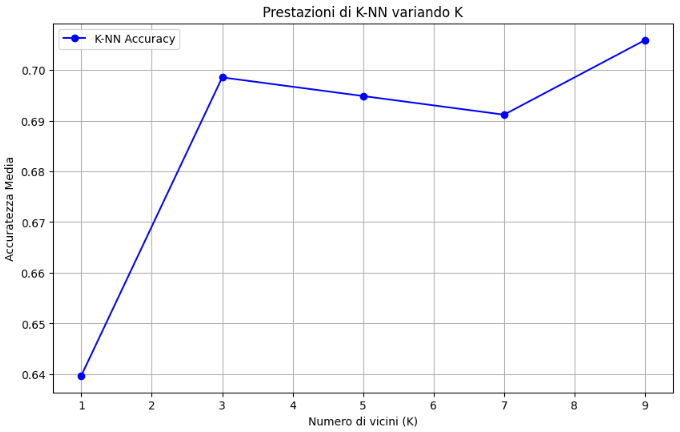 Prestazioni di K-NN variando K
K-NN Accuracy
Accuratezza Media
0.70
0.69
0.68
0.67
0.66
0.65
0.64
1 2 3 4 5 6 7 8 9
Numero di vicini (K)